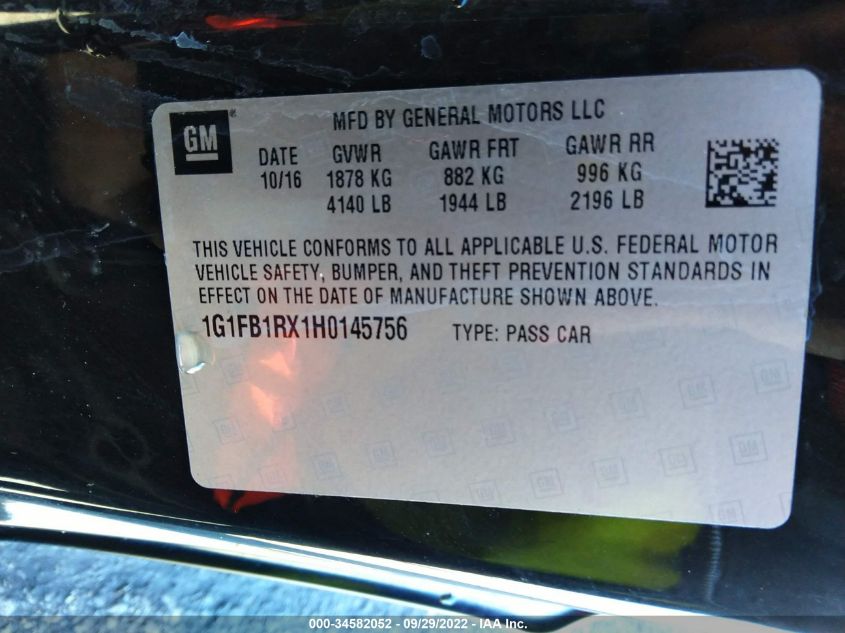 GM
MFD BY GENERAL MOTORS LLC
DATE GVWR GAWR FRT GAWR RR
10/16 1878 KG 882 KG 996 KG
4140 LB 1944 LB 2196 LB
THIS VEHICLE CONFORMS TO ALL APPLICABLE U.S. FEDERAL MOTOR
VEHICLE SAFETY, BUMPER, AND THEFT PREVENTION STANDARDS IN
EFFECT ON THE DATE OF MANUFACTURE SHOWN ABOVE.
1G1FB1RX1H0145756 TYPE: PASS CAR
000-34582052 - 09/29/2022 - IAA Inc.